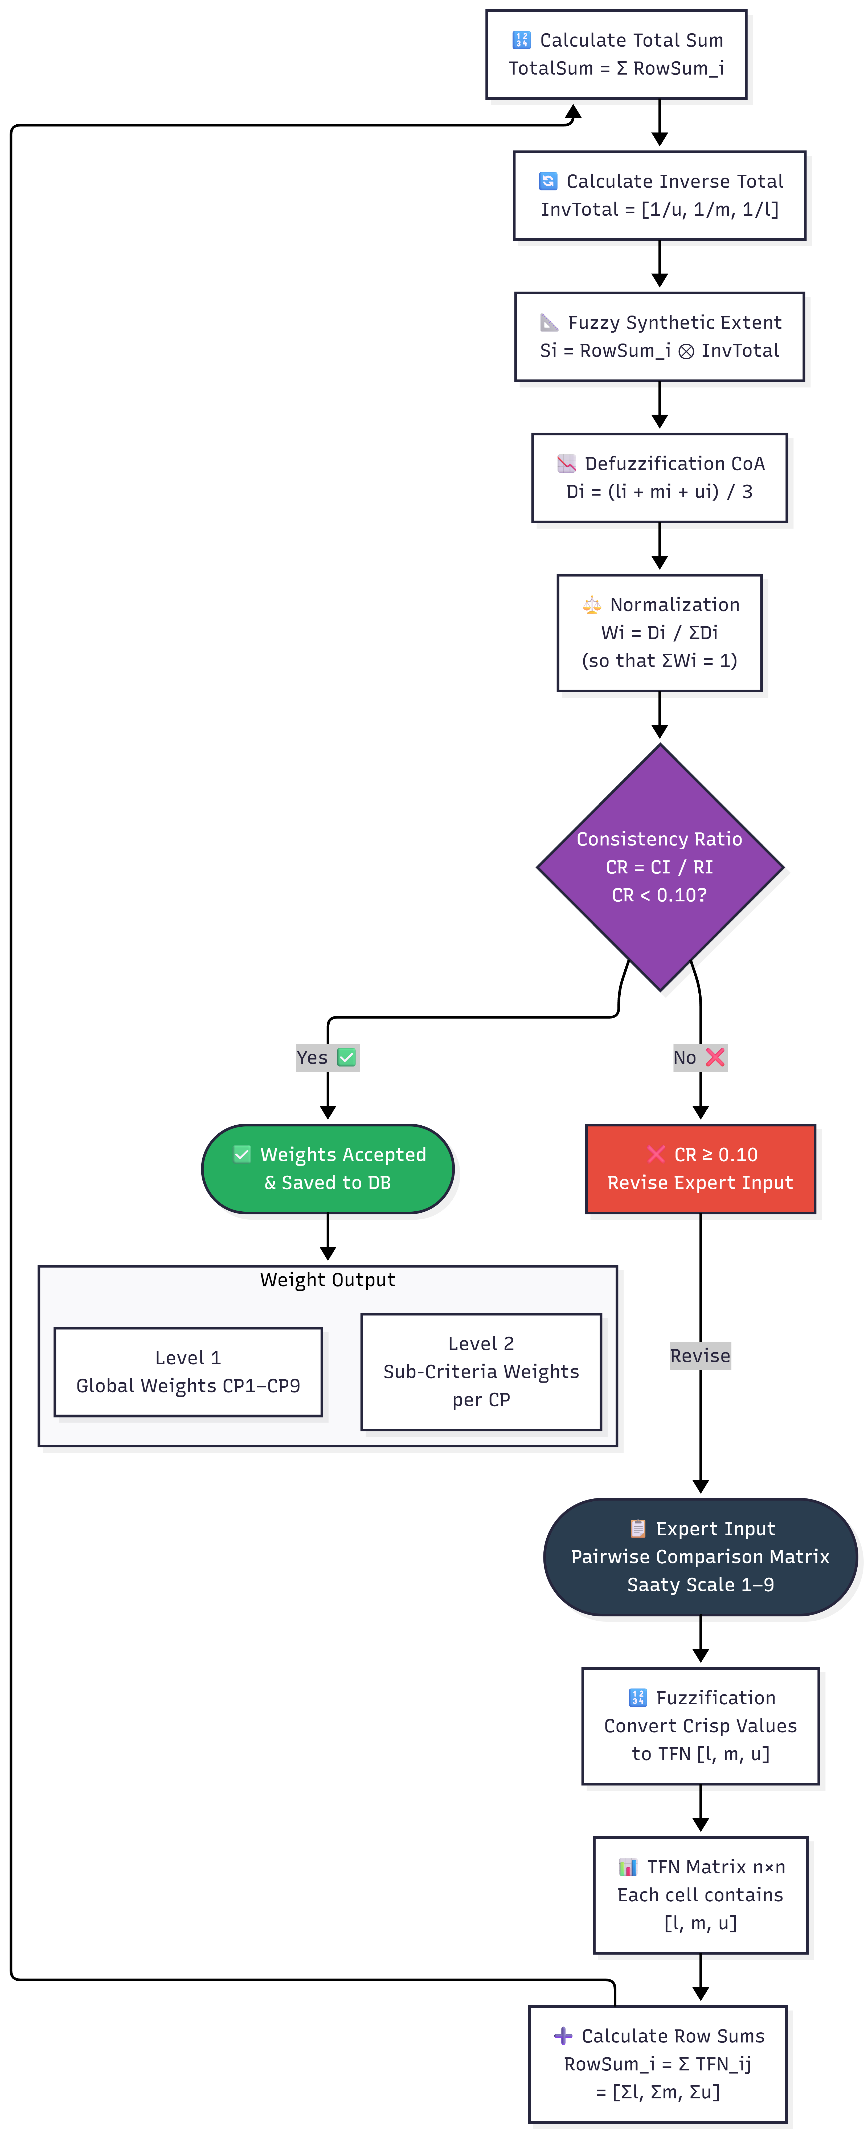 🔢 Calculate Total Sum
TotalSum = Σ RowSum_i
🔄 Calculate Inverse Total
InvTotal = [1/u, 1/m, 1/l]
📐 Fuzzy Synthetic Extent
Si = RowSum_i ⊗ InvTotal
📉 Defuzzification CoA
Di = (li + mi + ui) / 3
⚖️ Normalization
Wi = Di / ΣDi
(so that ΣWi = 1)
Consistency Ratio
CR = CI / RI
CR < 0.10?
Yes ✅
No ❌
✅ Weights Accepted
& Saved to DB
❌ CR ≥ 0.10
Revise Expert Input
Weight Output
Level 1
Global Weights CP1–CP9
Level 2
Sub-Criteria Weights
per CP
Revise
📋 Expert Input
Pairwise Comparison Matrix
Saaty Scale 1–9
🔢 Fuzzification
Convert Crisp Values
to TFN [l, m, u]
📊 TFN Matrix n×n
Each cell contains
[l, m, u]
➕ Calculate Row Sums
RowSum_i = Σ TFN_ij
= [Σl, Σm, Σu]